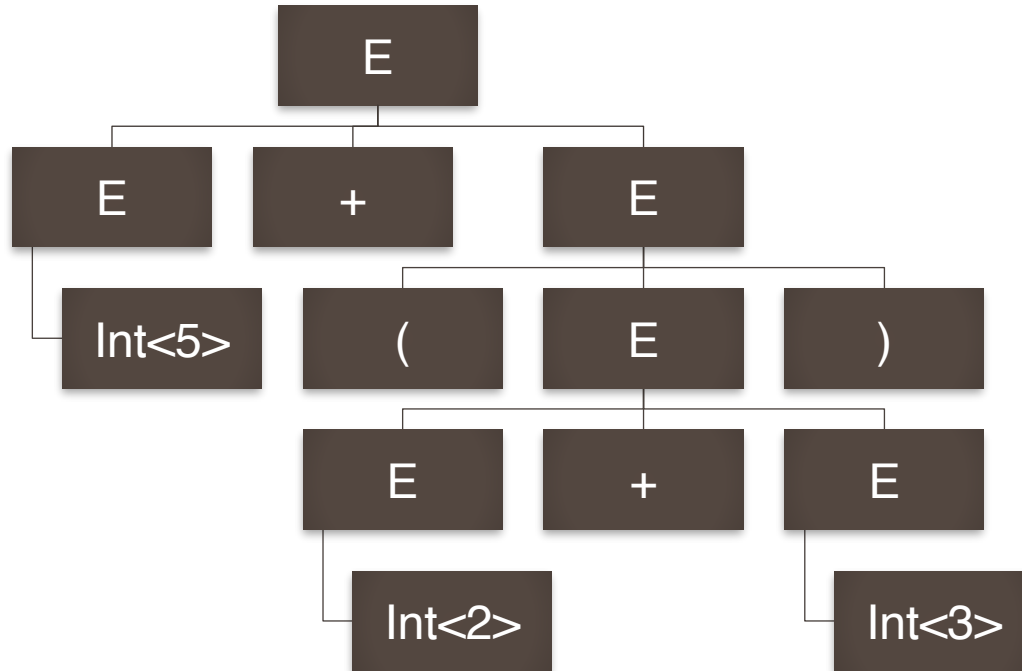 E
E + E
Int<5> ( E )
E + E
Int<2> Int<3>